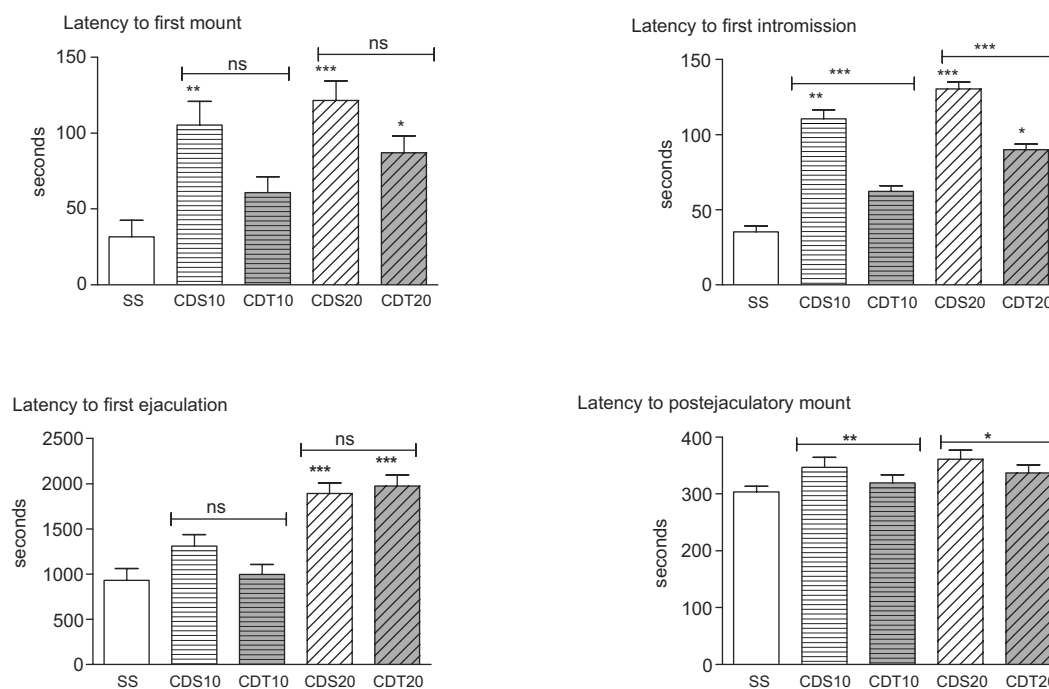 Latency to first mount
ns
ns
***
**
*
150
100
50
0
seconds
SS CDS10 CDT10 CDS20 CDT20
Latency to first intromission
***
***
***
**
*
150
100
50
0
seconds
SS CDS10 CDT10 CDS20 CDT20
Latency to first ejaculation
ns
ns
*** ***
2500
2000
1500
1000
500
0
seconds
SS CDS10 CDT10 CDS20 CDT20
Latency to postejaculatory mount
** *
400
300
200
100
0
seconds
SS CDS10 CDT10 CDS20 CDT20